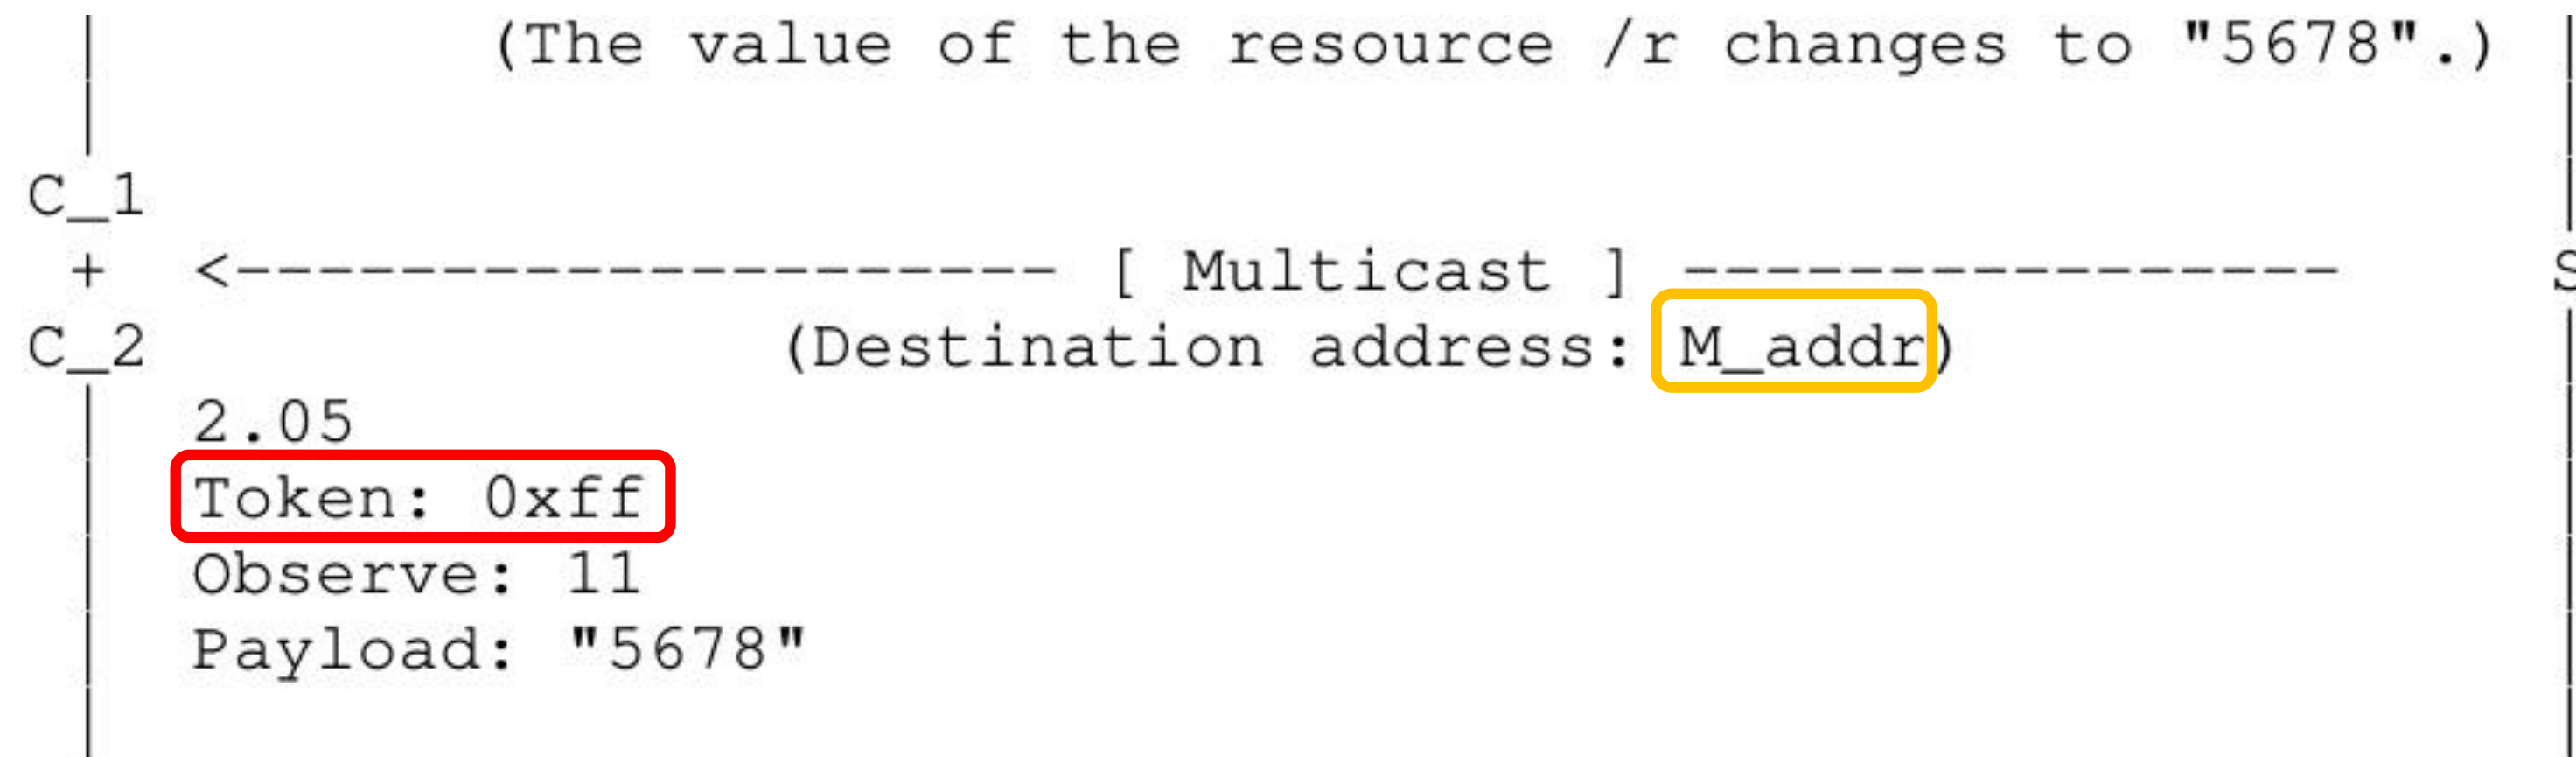 (The value of the resource /r changes to "5678".)
C_1
+ <--------------------- [ Multicast ] ---------------- S
C_2 (Destination address: M_addr)
2.05
Token: 0xff
Observe: 11
Payload: "5678"